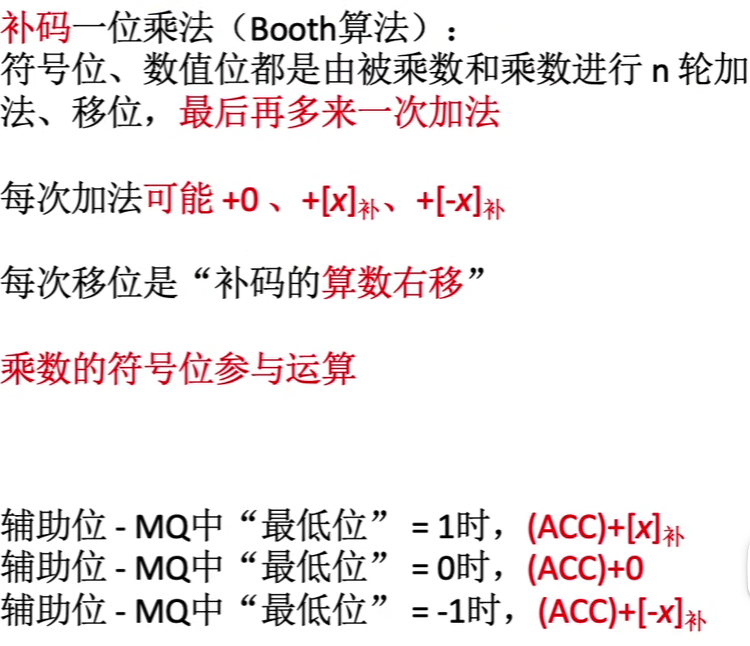 补码一位乘法（Booth算法）：
符号位、数值位都是由被乘数和乘数进行 n 轮加
法、移位，最后再多来一次加法
每次加法可能 +0 、+[x]补、+[-x]补
每次移位是“补码的算数右移”
乘数的符号位参与运算
辅助位 - MQ中“最低位” = 1时，(ACC)+[x]补
辅助位 - MQ中“最低位” = 0时，(ACC)+0
辅助位 - MQ中“最低位” = -1时，(ACC)+[-x]补